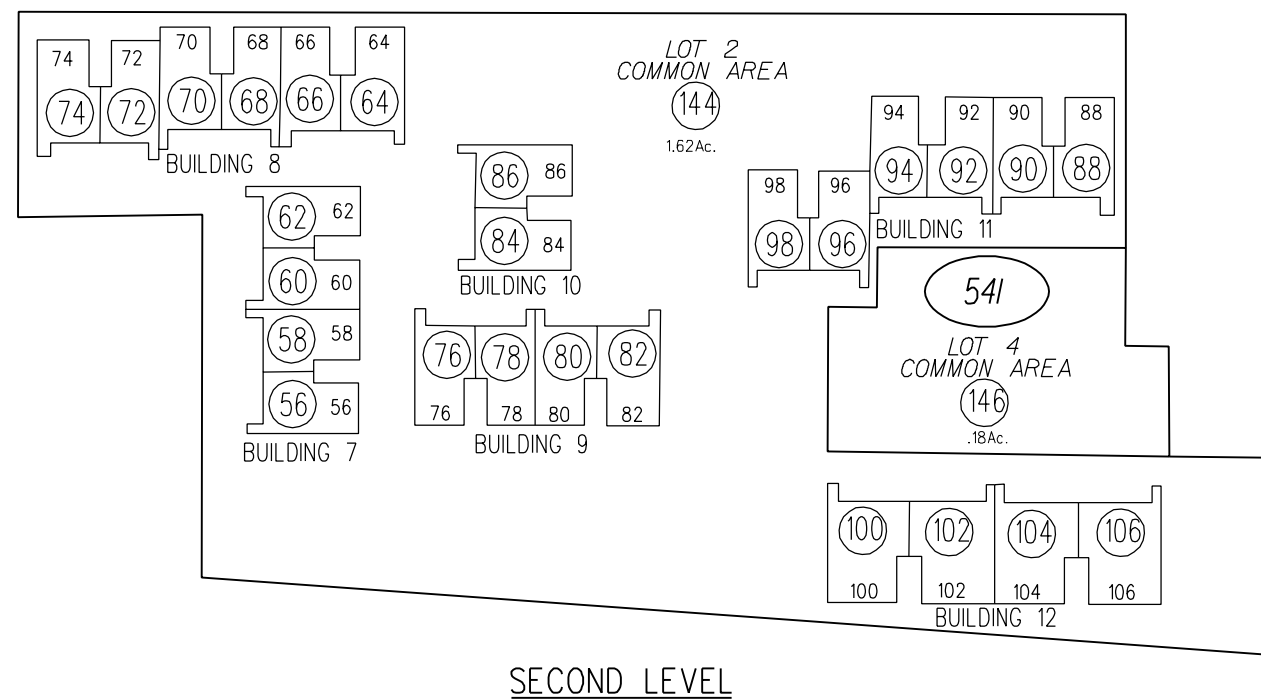 74 72 70 68 66 64
74 72 70 68 66 64
BUILDING 8
LOT 2
COMMON AREA
144
1.62Ac.
62 62
60 60
58 58
56 56
BUILDING 7
86 86
84 84
BUILDING 10
76 78 80 82
76 78 80 82
BUILDING 9
94 92 90 88
94 92 90 88
98 96
98 96
BUILDING 11
541
LOT 4
COMMON AREA
146
.18Ac.
100 102 104 106
100 102 104 106
BUILDING 12
SECOND LEVEL